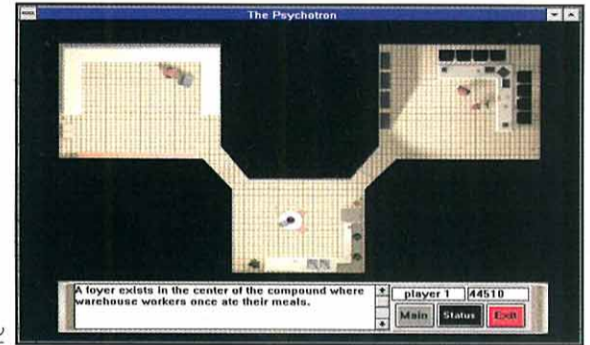 The Psychotron
A foyer exists in the center of the compound where
warehouse workers once ate their meals.
player 1 44510
Main Status Exit